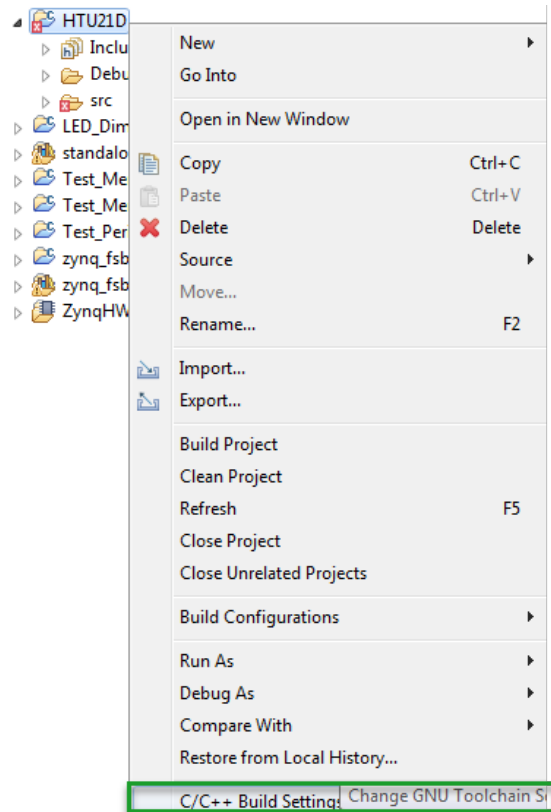 HTU21D
Inclu
Debu
src
LED_Dim
standalo
Test_Me
Test_Me
Test_Per
zynq_fsb
zynq_fsb
ZynqHW
New
Go Into
Open in New Window
Copy Ctrl+C
Paste Ctrl+V
Delete Delete
Source
Move...
Rename... F2
Import...
Export...
Build Project
Clean Project
Refresh F5
Close Project
Close Unrelated Projects
Build Configurations
Run As
Debug As
Compare With
Restore from Local History...
C/C++ Build Settings Change GNU Toolchain S